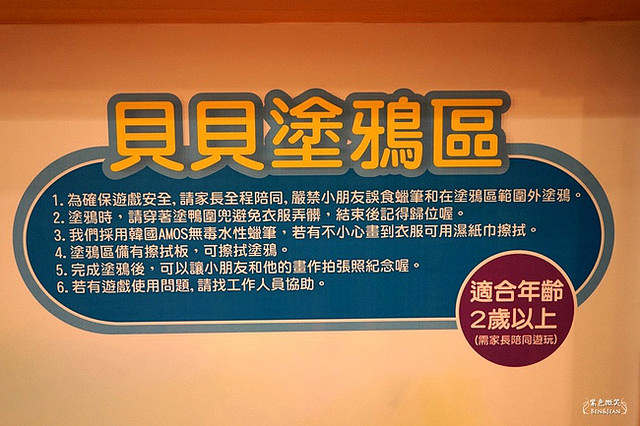 貝貝塗鴉區
1. 為確保遊戲安全,請家長全程陪同,嚴禁小朋友誤食蠟筆和在塗鴉區範圍外塗鴉。
2. 塗鴉時,請穿著塗鴨圍兜避免衣服弄髒,結束後記得歸位喔。
3. 我們採用韓國AMOS無毒水性蠟筆,若有不小心畫到衣服可用濕紙巾擦拭。
4. 塗鴉區備有擦拭板,可擦拭塗鴉。
5. 完成塗鴉後,可以讓小朋友和他的畫作拍張照紀念喔。
6. 若有遊戲使用問題,請找工作人員協助。
適合年齡
2歲以上
(需家長陪同遊玩)
紫色微笑
BEN&JIAN